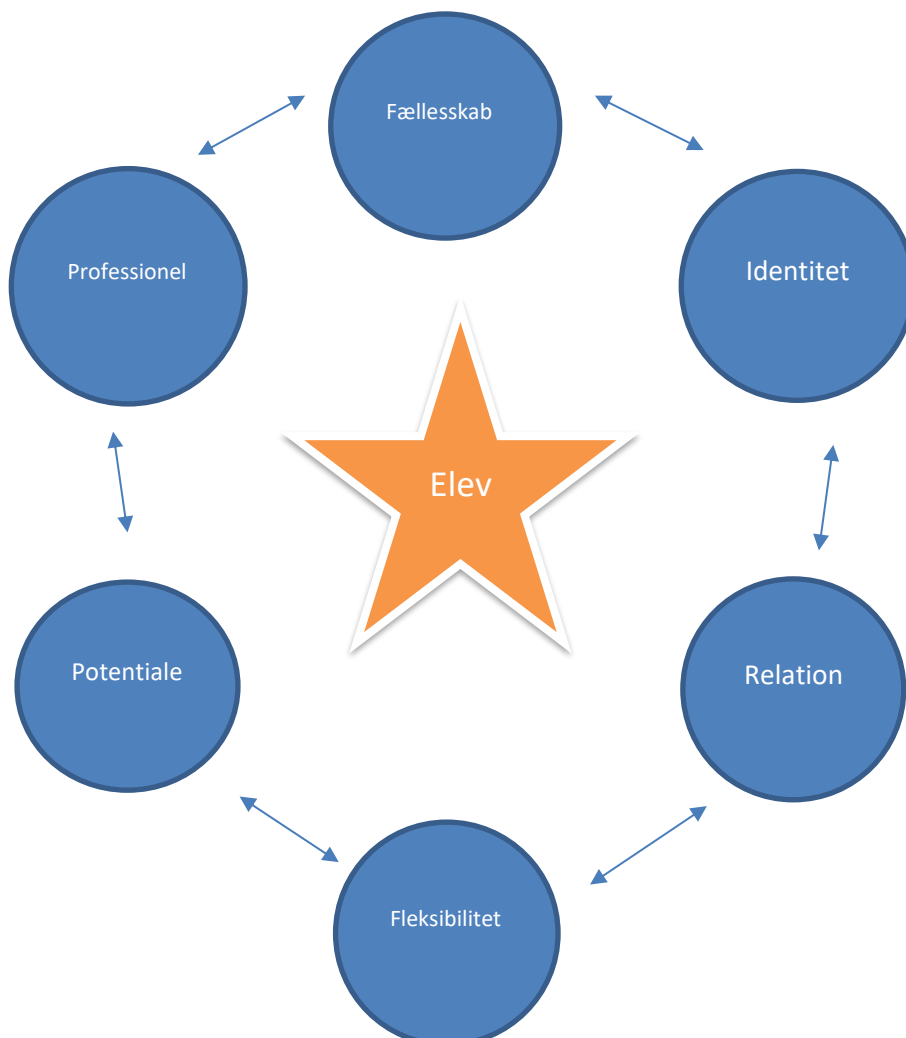 Fællesskab
Professionel
Identitet
Elev
Potentiale
Relation
Fleksibilitet